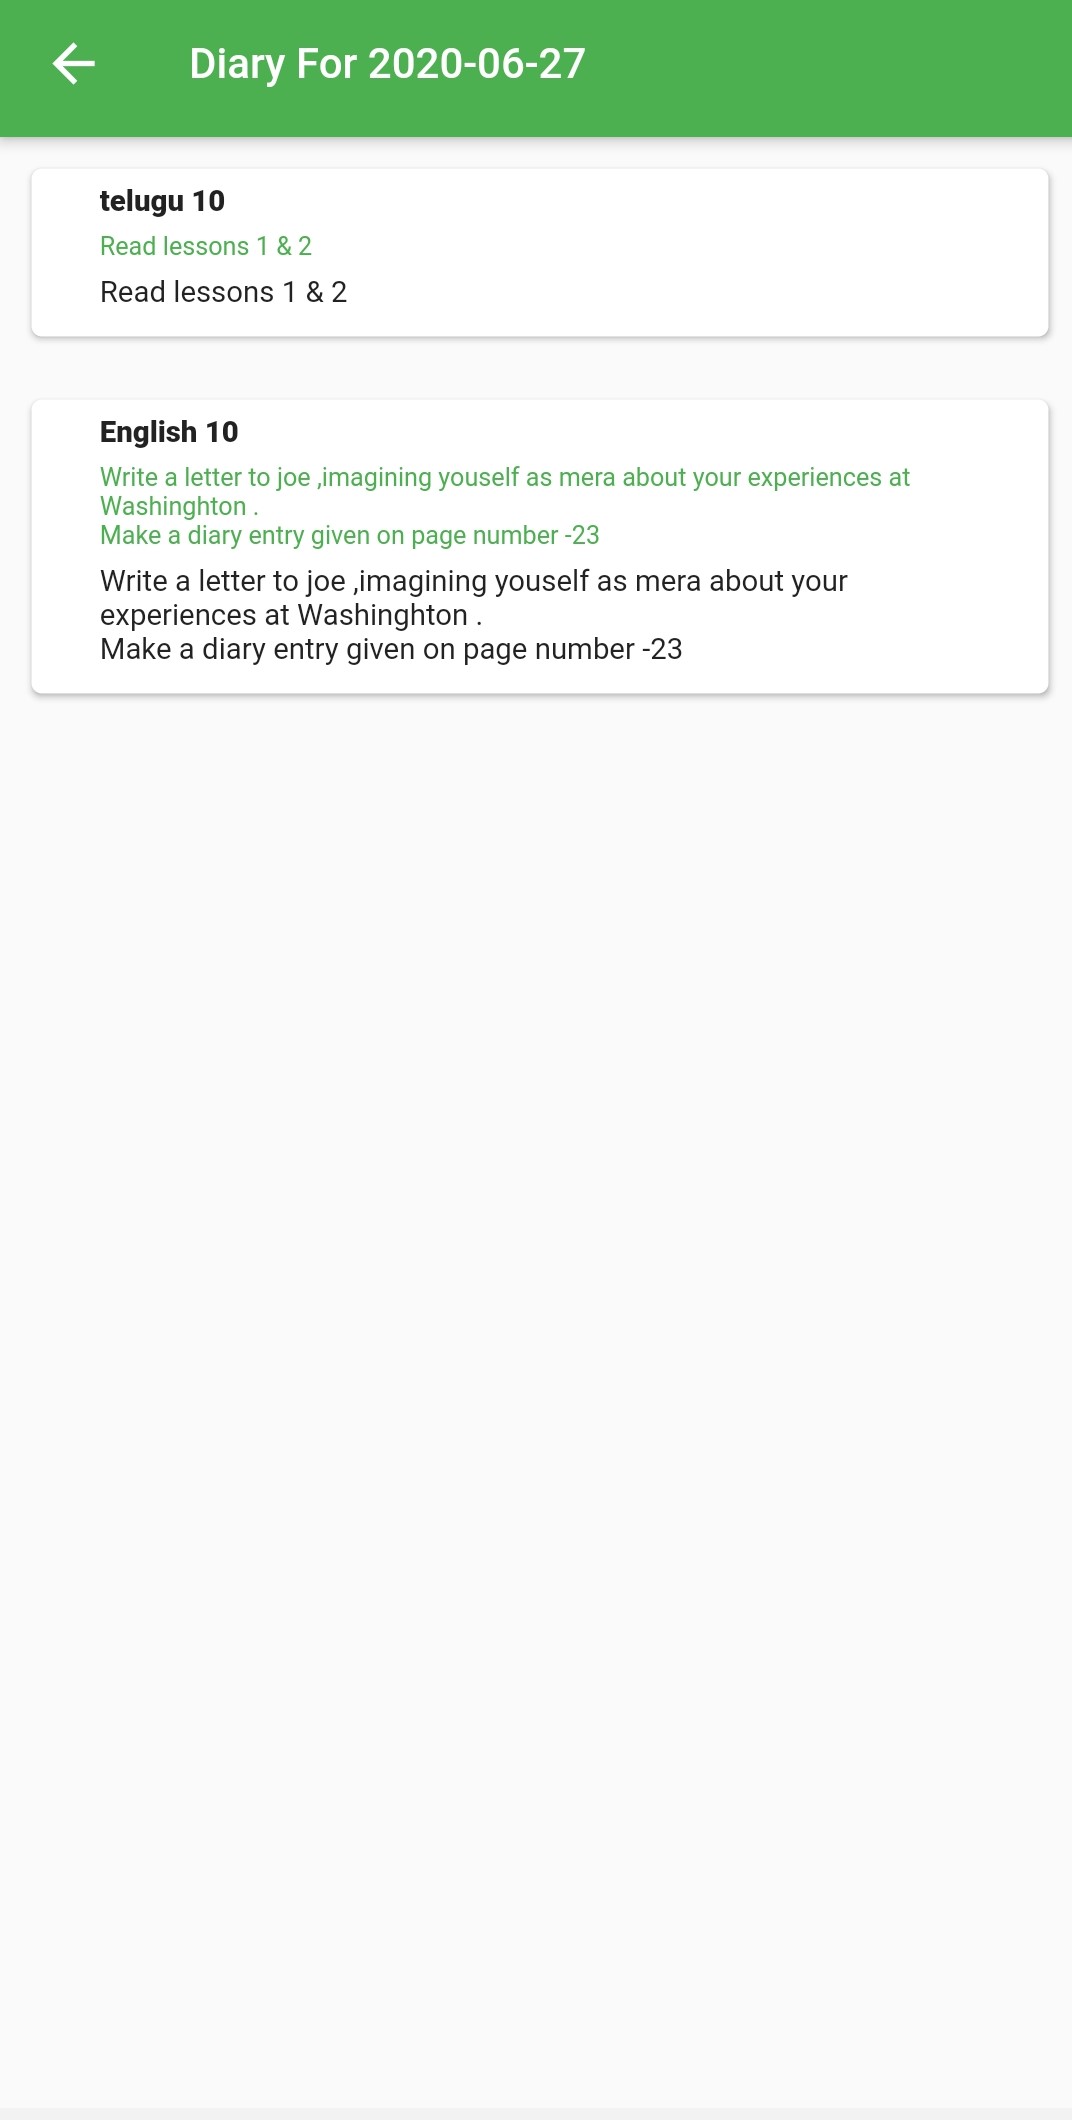 Diary For 2020-06-27
telugu 10
Read lessons 1 & 2
Read lessons 1 & 2
English 10
Write a letter to joe ,imagining youself as mera about your experiences at
Washinghton .
Make a diary entry given on page number -23
Write a letter to joe ,imagining youself as mera about your
experiences at Washinghton .
Make a diary entry given on page number -23